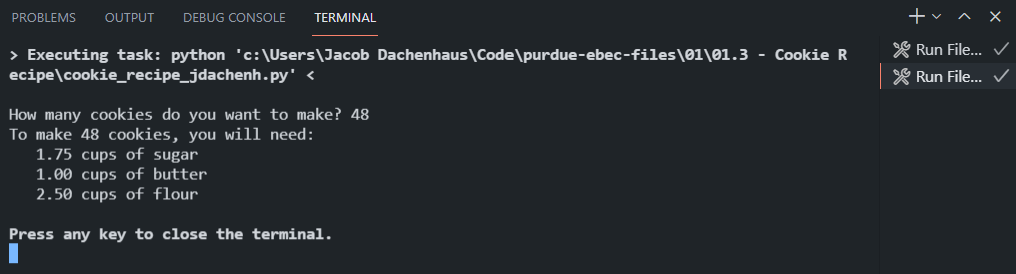 PROBLEMS OUTPUT DEBUG CONSOLE TERMINAL
> Executing task: python 'c:\Users\Jacob Dachenhaus\Code\purdue-ebec-files\01\01.3 - Cookie R
ecipe\cookie_recipe_jdachenh.py' <
How many cookies do you want to make? 48
To make 48 cookies, you will need:
1.75 cups of sugar
1.00 cups of butter
2.50 cups of flour
Press any key to close the terminal.
Run File...
Run File...